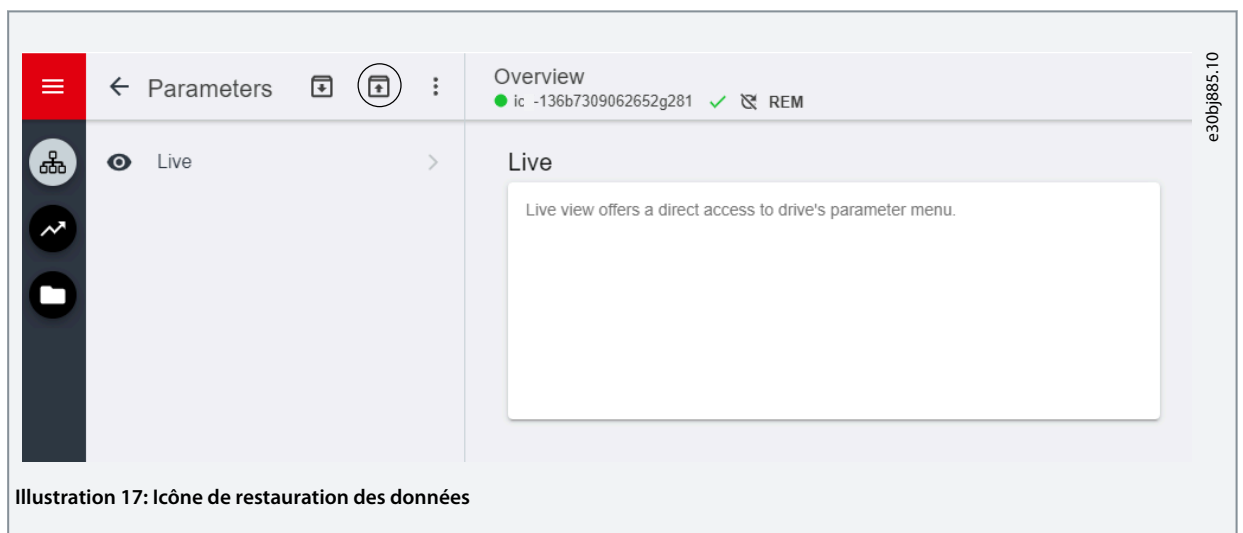 Parameters
Overview
ic -136b7309062652g281 REM
Live
Live
Live view offers a direct access to drive's parameter menu.
e30bj885.10
Illustration 17: Icône de restauration des données